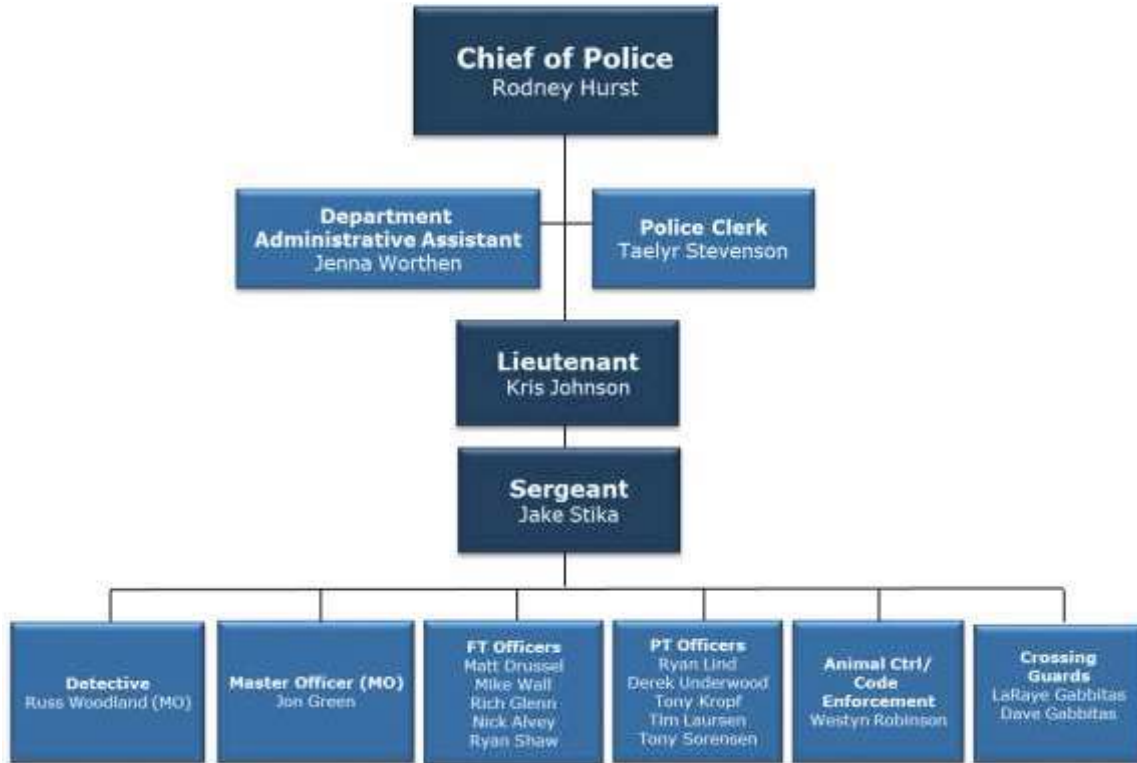 Chief of Police
Rodney Hurst
Department
Administrative Assistant
Jenna Worthen
Police Clerk
Taelyr Stevenson
Lieutenant
Kris Johnson
Sergeant
Jake Stika
Detective
Russ Woodland (MO)
Master Officer (MO)
Jon Green
FT Officers
Matt Drussel
Mike Wall
Rich Glenn
Nick Alvey
Ryan Shaw
PT Officers
Ryan Lind
Derek Underwood
Tony Kropf
Tim Laursen
Tony Sorensen
Animal Ctrl/
Code
Enforcement
Westyn Robinson
Crossing
Guards
LaRaye Gabbitas
Dave Gabbitas